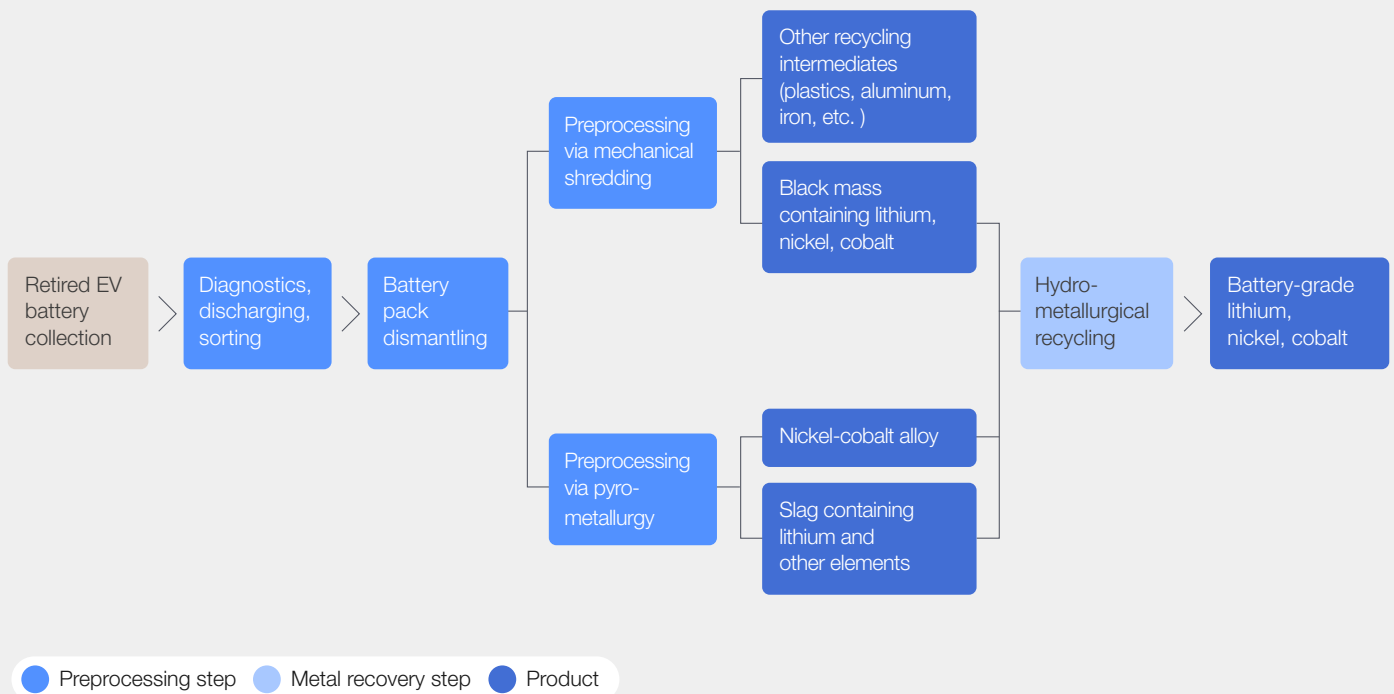 Retired EV
battery
collection
Diagnostics,
discharging,
sorting
Battery
pack
dismantling
Preprocessing
via mechanical
shredding
Preprocessing
via pyro-
metallurgy
Other recycling
intermediates
(plastics, aluminum,
iron, etc. )
Black mass
containing lithium,
nickel, cobalt
Nickel-cobalt alloy
Slag containing
lithium and
other elements
Hydro-
metallurgical
recycling
Battery-grade
lithium,
nickel, cobalt
Preprocessing step
Metal recovery step
Product